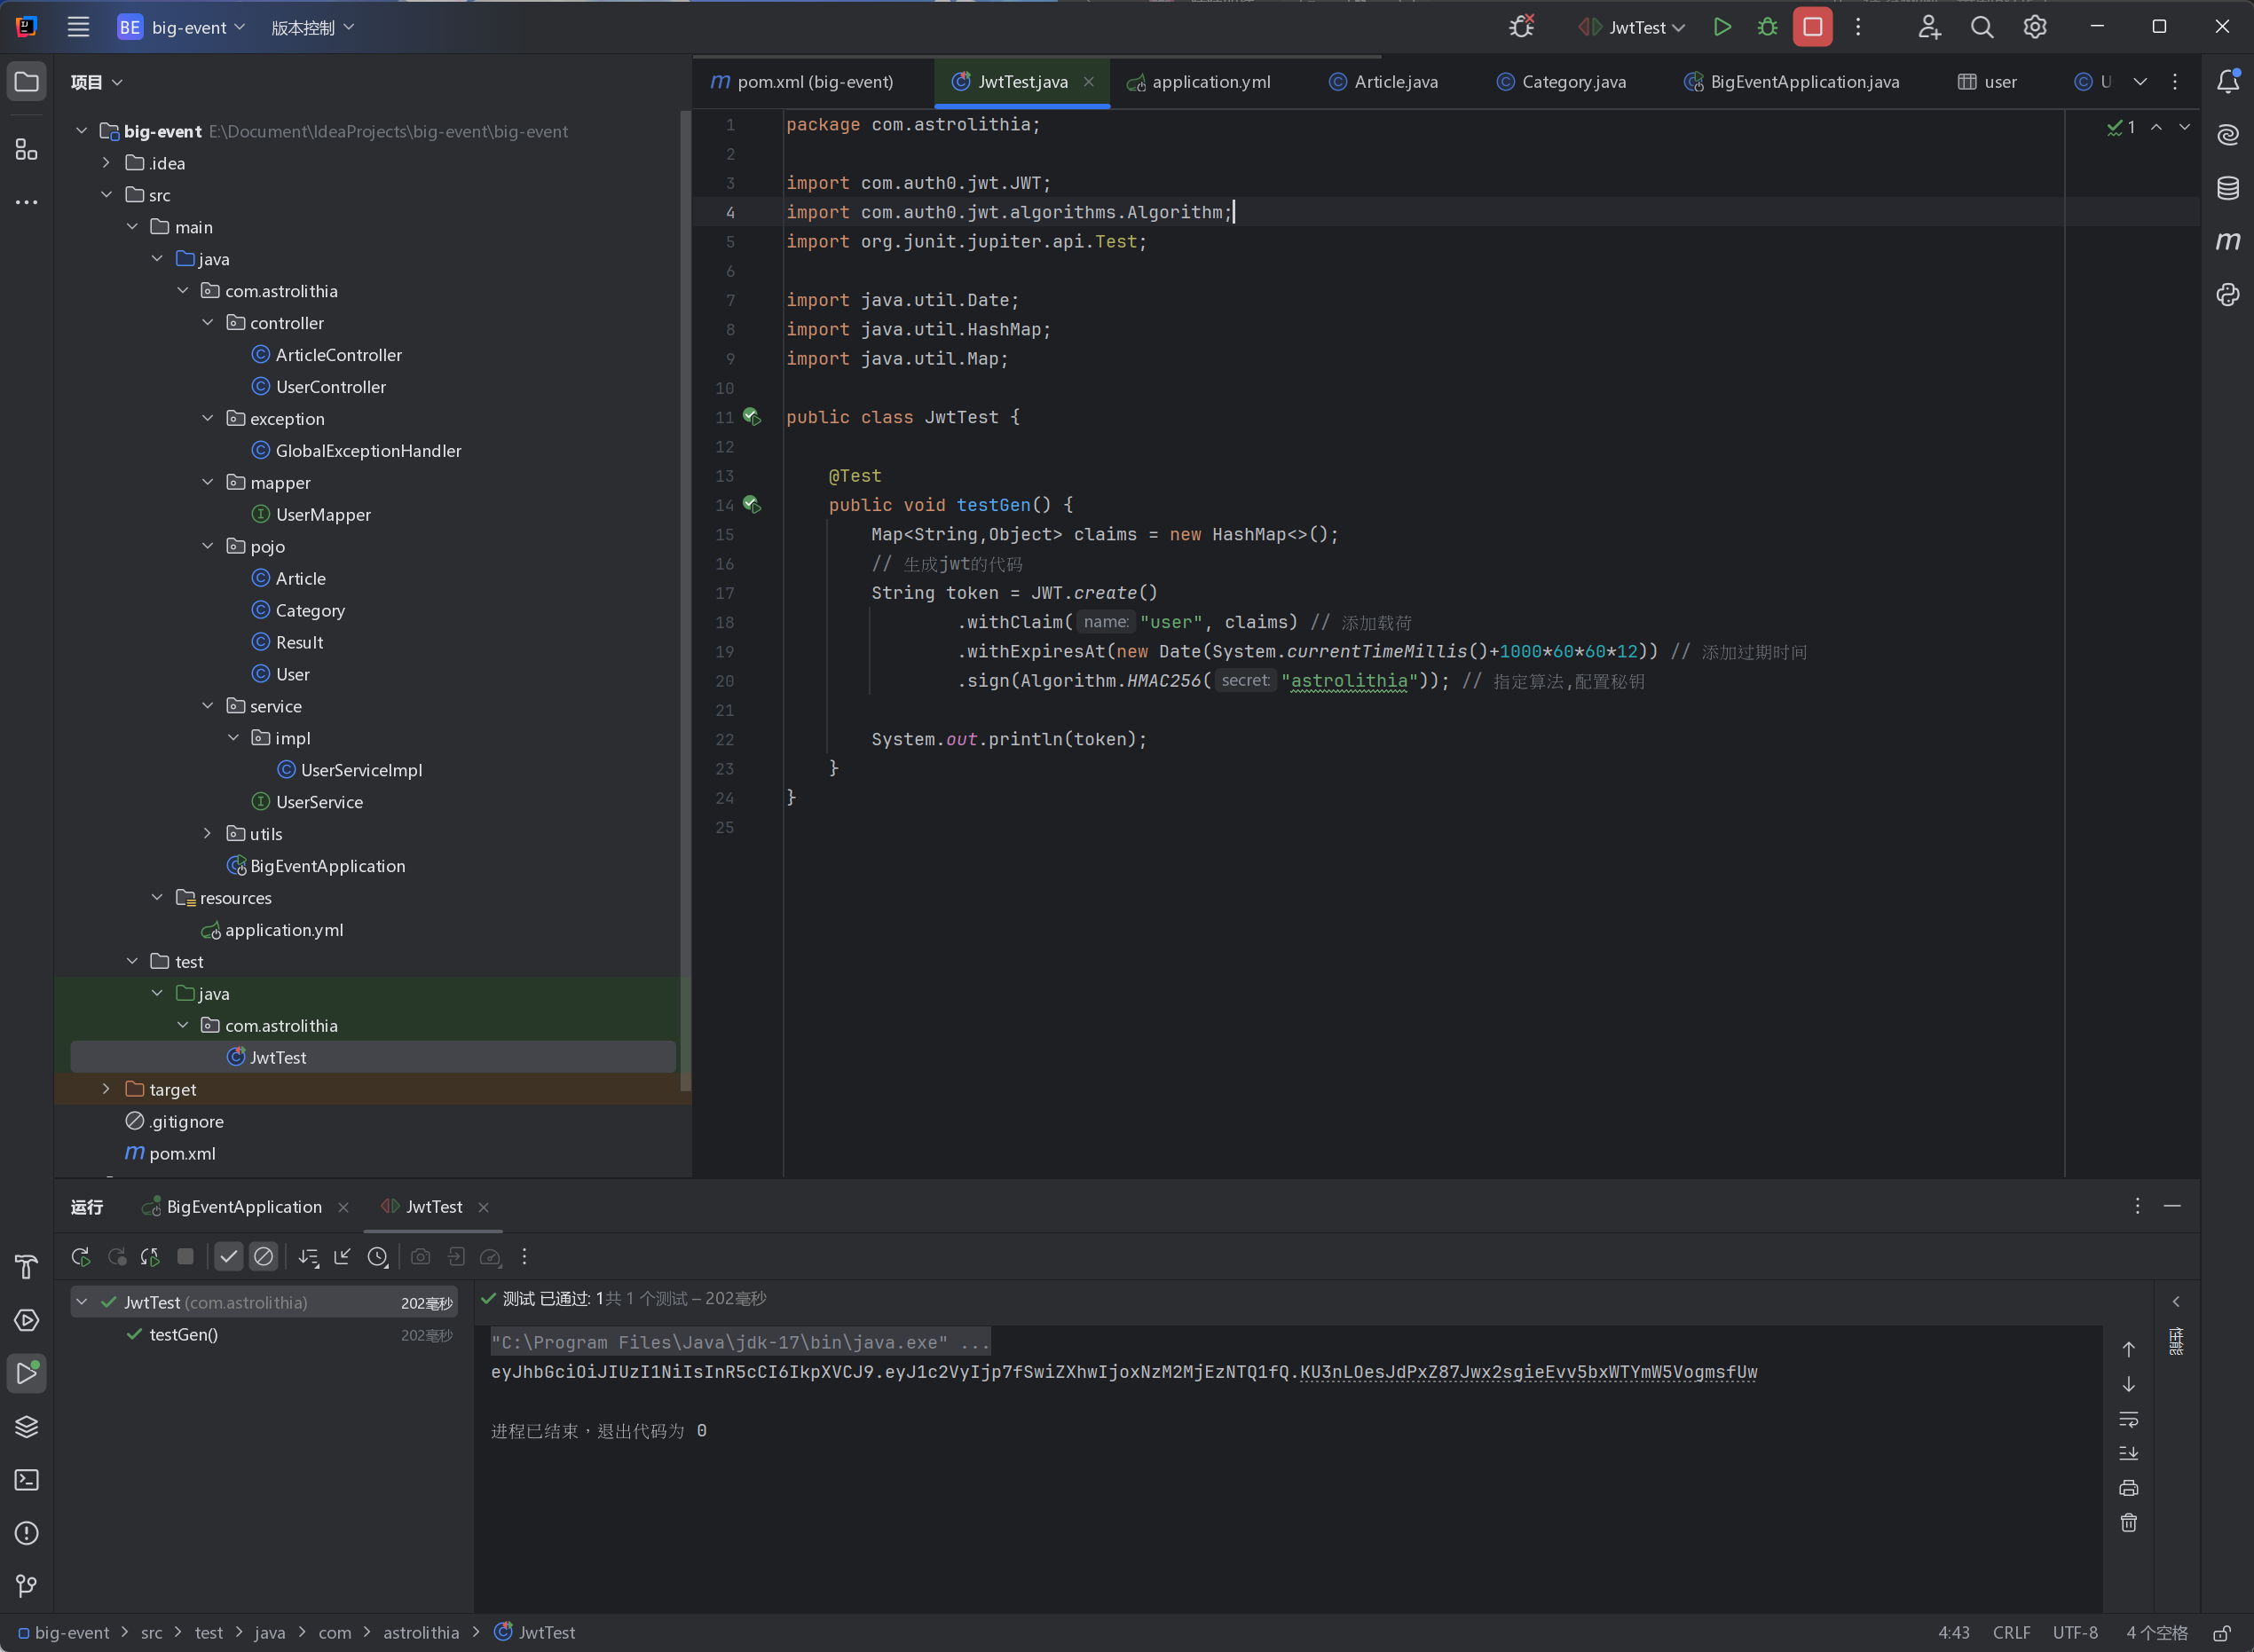 BE big-event 版本控制 JwtTest
项目
pom.xml (big-event) JwtTest.java application.yml Article.java Category.java BigEventApplication.java user U
big-event E:\Document\IdeaProjects\big-event\big-event
.idea
src
main
java
com.astrolithia
controller
ArticleController
UserController
exception
GlobalExceptionHandler
mapper
UserMapper
pojo
Article
Category
Result
User
service
impl
UserServiceImpl
UserService
utils
BigEventApplication
resources
application.yml
test
java
com.astrolithia
JwtTest
target
.gitignore
pom.xml
1 package com.astrolithia;
2
3 import com.auth0.jwt.JWT;
4 import com.auth0.jwt.algorithms.Algorithm;
5 import org.junit.jupiter.api.Test;
6
7 import java.util.Date;
8 import java.util.HashMap;
9 import java.util.Map;
10
11 public class JwtTest {
12
13 @Test
14 public void testGen() {
15 Map<String,Object> claims = new HashMap<>();
16 // 生成jwt的代码
17 String token = JWT.create()
18 .withClaim( name: "user", claims) // 添加载荷
19 .withExpiresAt(new Date(System.currentTimeMillis()+1000*60*60*12)) // 添加过期时间
20 .sign(Algorithm.HMAC256( secret: "astrolithia")); // 指定算法,配置秘钥
21
22 System.out.println(token);
23 }
24 }
25
1
运行 BigEventApplication JwtTest
JwtTest (com.astrolithia) 202毫秒
testGen() 202毫秒
测试 已通过: 1共 1 个测试 – 202毫秒
"C:\Program Files\Java\jdk-17\bin\java.exe" ...
eyJhbGciOiJIUzI1NiIsInR5cCI6IkpXVCJ9.eyJ1c2VyIjp7fSwiZXhwIjoxNzM2MjEzNTQ1fQ.KU3nLOesJdPxZ87Jwx2sgieEvv5bxWTYmW5VogmsfUw
进程已结束，退出代码为 0
性能
big-event > src > test > java > com > astrolithia > JwtTest
4:43 CRLF UTF-8 4 个空格